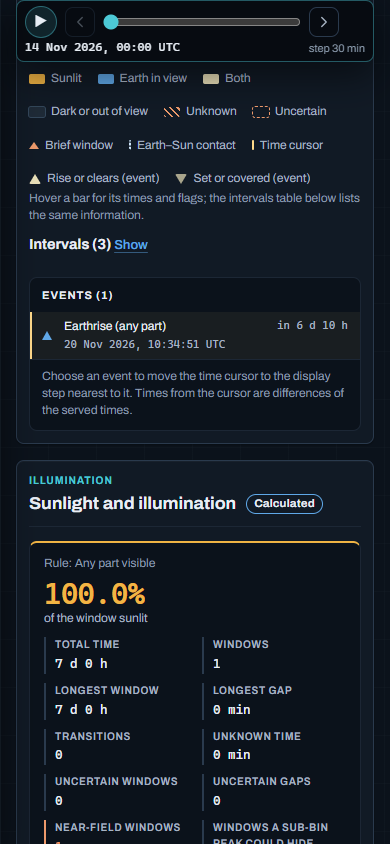 14 Nov 2026, 00:00 UTC
step 30 min
Sunlit Earth in view Both
Dark or out of view Unknown Uncertain
Brief window Earth–Sun contact Time cursor
Rise or clears (event) Set or covered (event)
Hover a bar for its times and flags; the intervals table below lists
the same information.
Intervals (3) Show
EVENTS (1)
Earthrise (any part) in 6 d 10 h
20 Nov 2026, 10:34:51 UTC
Choose an event to move the time cursor to the display
step nearest to it. Times from the cursor are differences of
the served times.
ILLUMINATION
Sunlight and illumination Calculated
Rule: Any part visible
100.0%
of the window sunlit
TOTAL TIME WINDOWS
7 d 0 h 1
LONGEST WINDOW LONGEST GAP
7 d 0 h 0 min
TRANSITIONS UNKNOWN TIME
0 0 min
UNCERTAIN WINDOWS UNCERTAIN GAPS
0 0
NEAR-FIELD WINDOWS WINDOWS A SUB-BIN
PEAK COULD HIDE